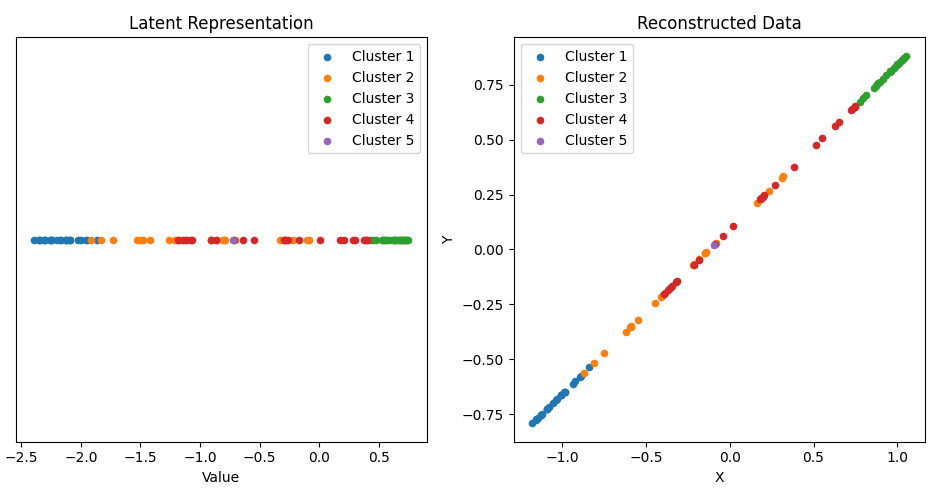 Latent Representation
Cluster 1
Cluster 2
Cluster 3
Cluster 4
Cluster 5
−2.5 −2.0 −1.5 −1.0 −0.5 0.0 0.5
Value
Reconstructed Data
Cluster 1
Cluster 2
Cluster 3
Cluster 4
Cluster 5
0.75
0.50
0.25
0.00
−0.25
−0.50
−0.75
Y
−1.0 −0.5 0.0 0.5 1.0
X